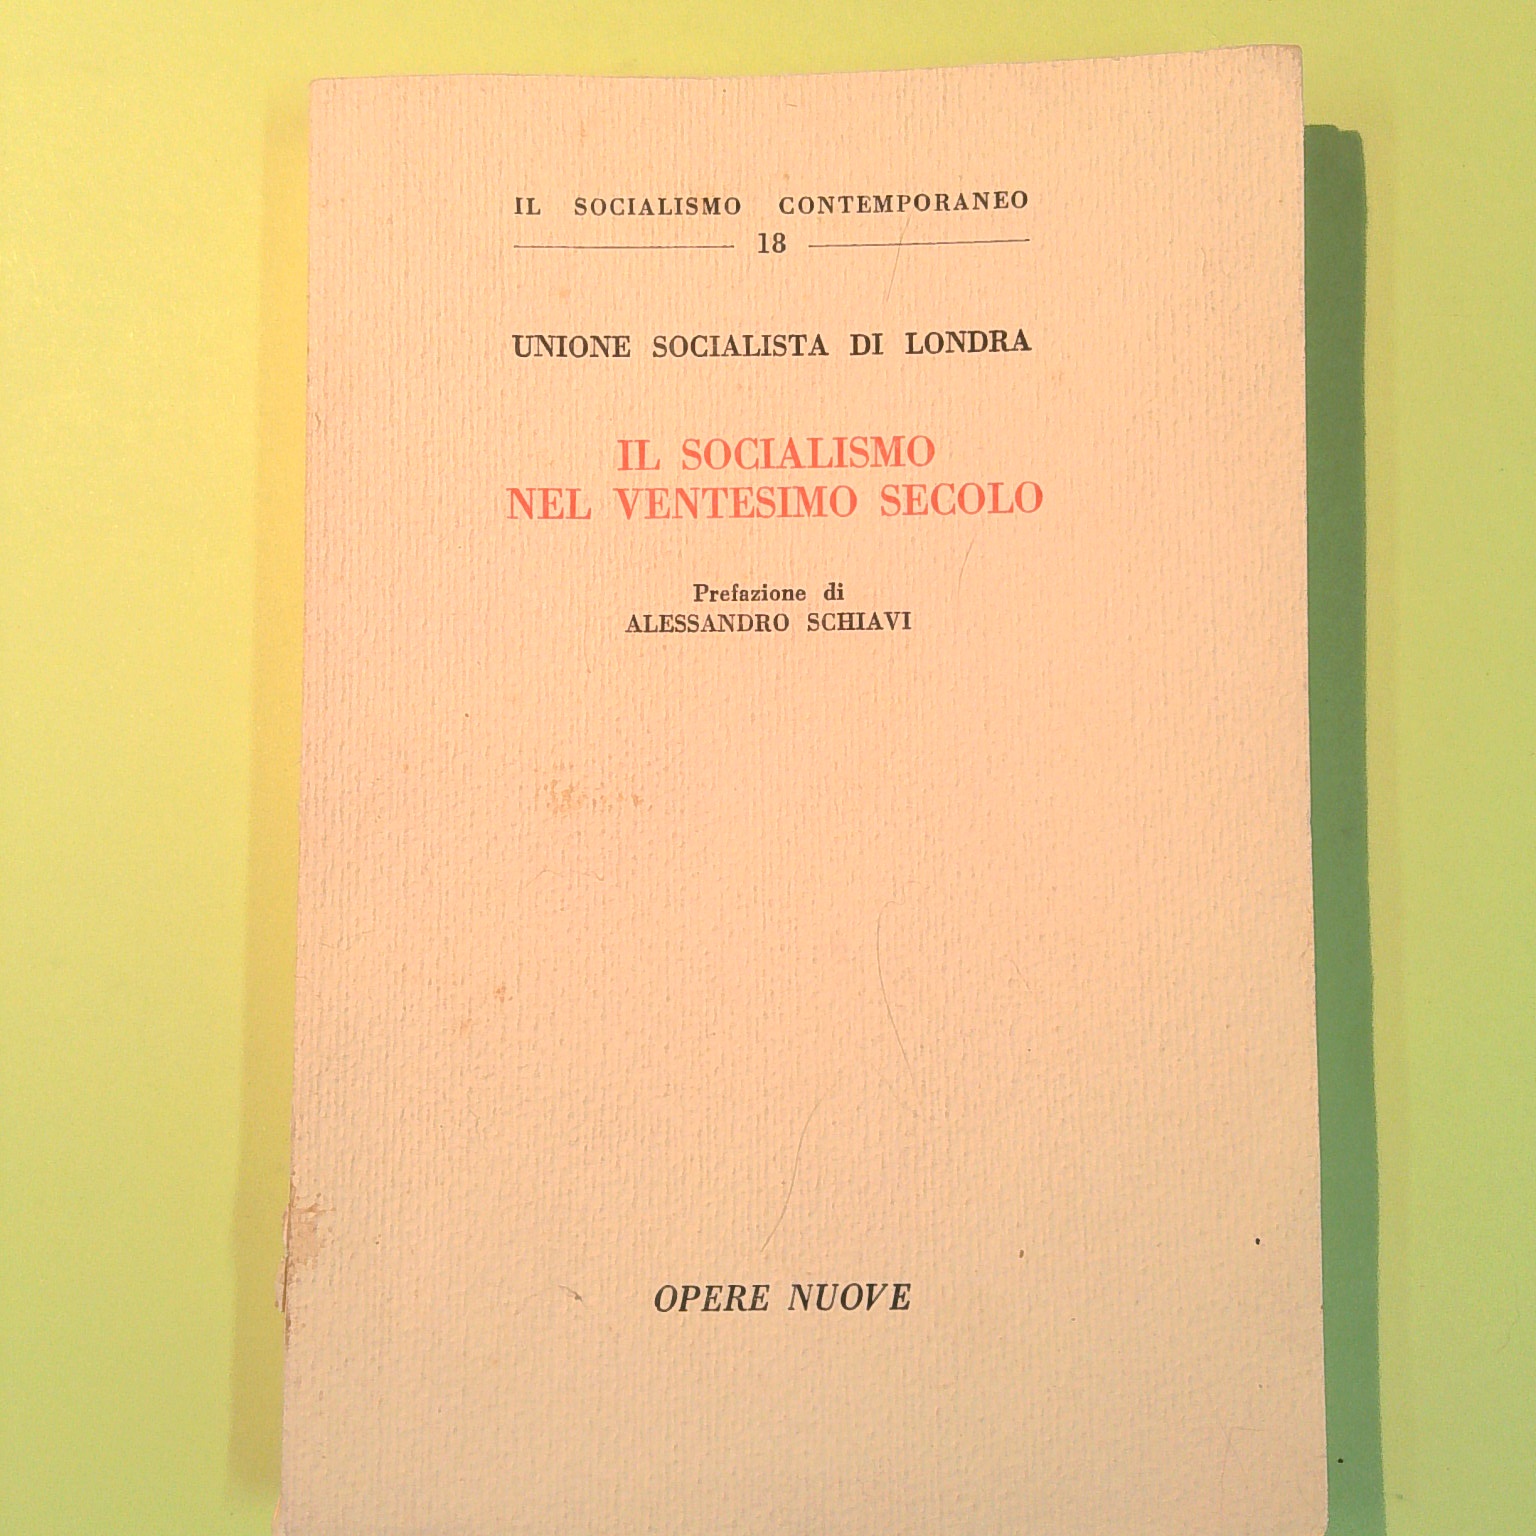 IL SOCIALISMO CONTEMPORANEO
18
UNIONE SOCIALISTA DI LONDRA
IL SOCIALISMO
NEL VENTESIMO SECOLO
Prefazione di
ALESSANDRO SCHIAVI
OPERE NUOVE